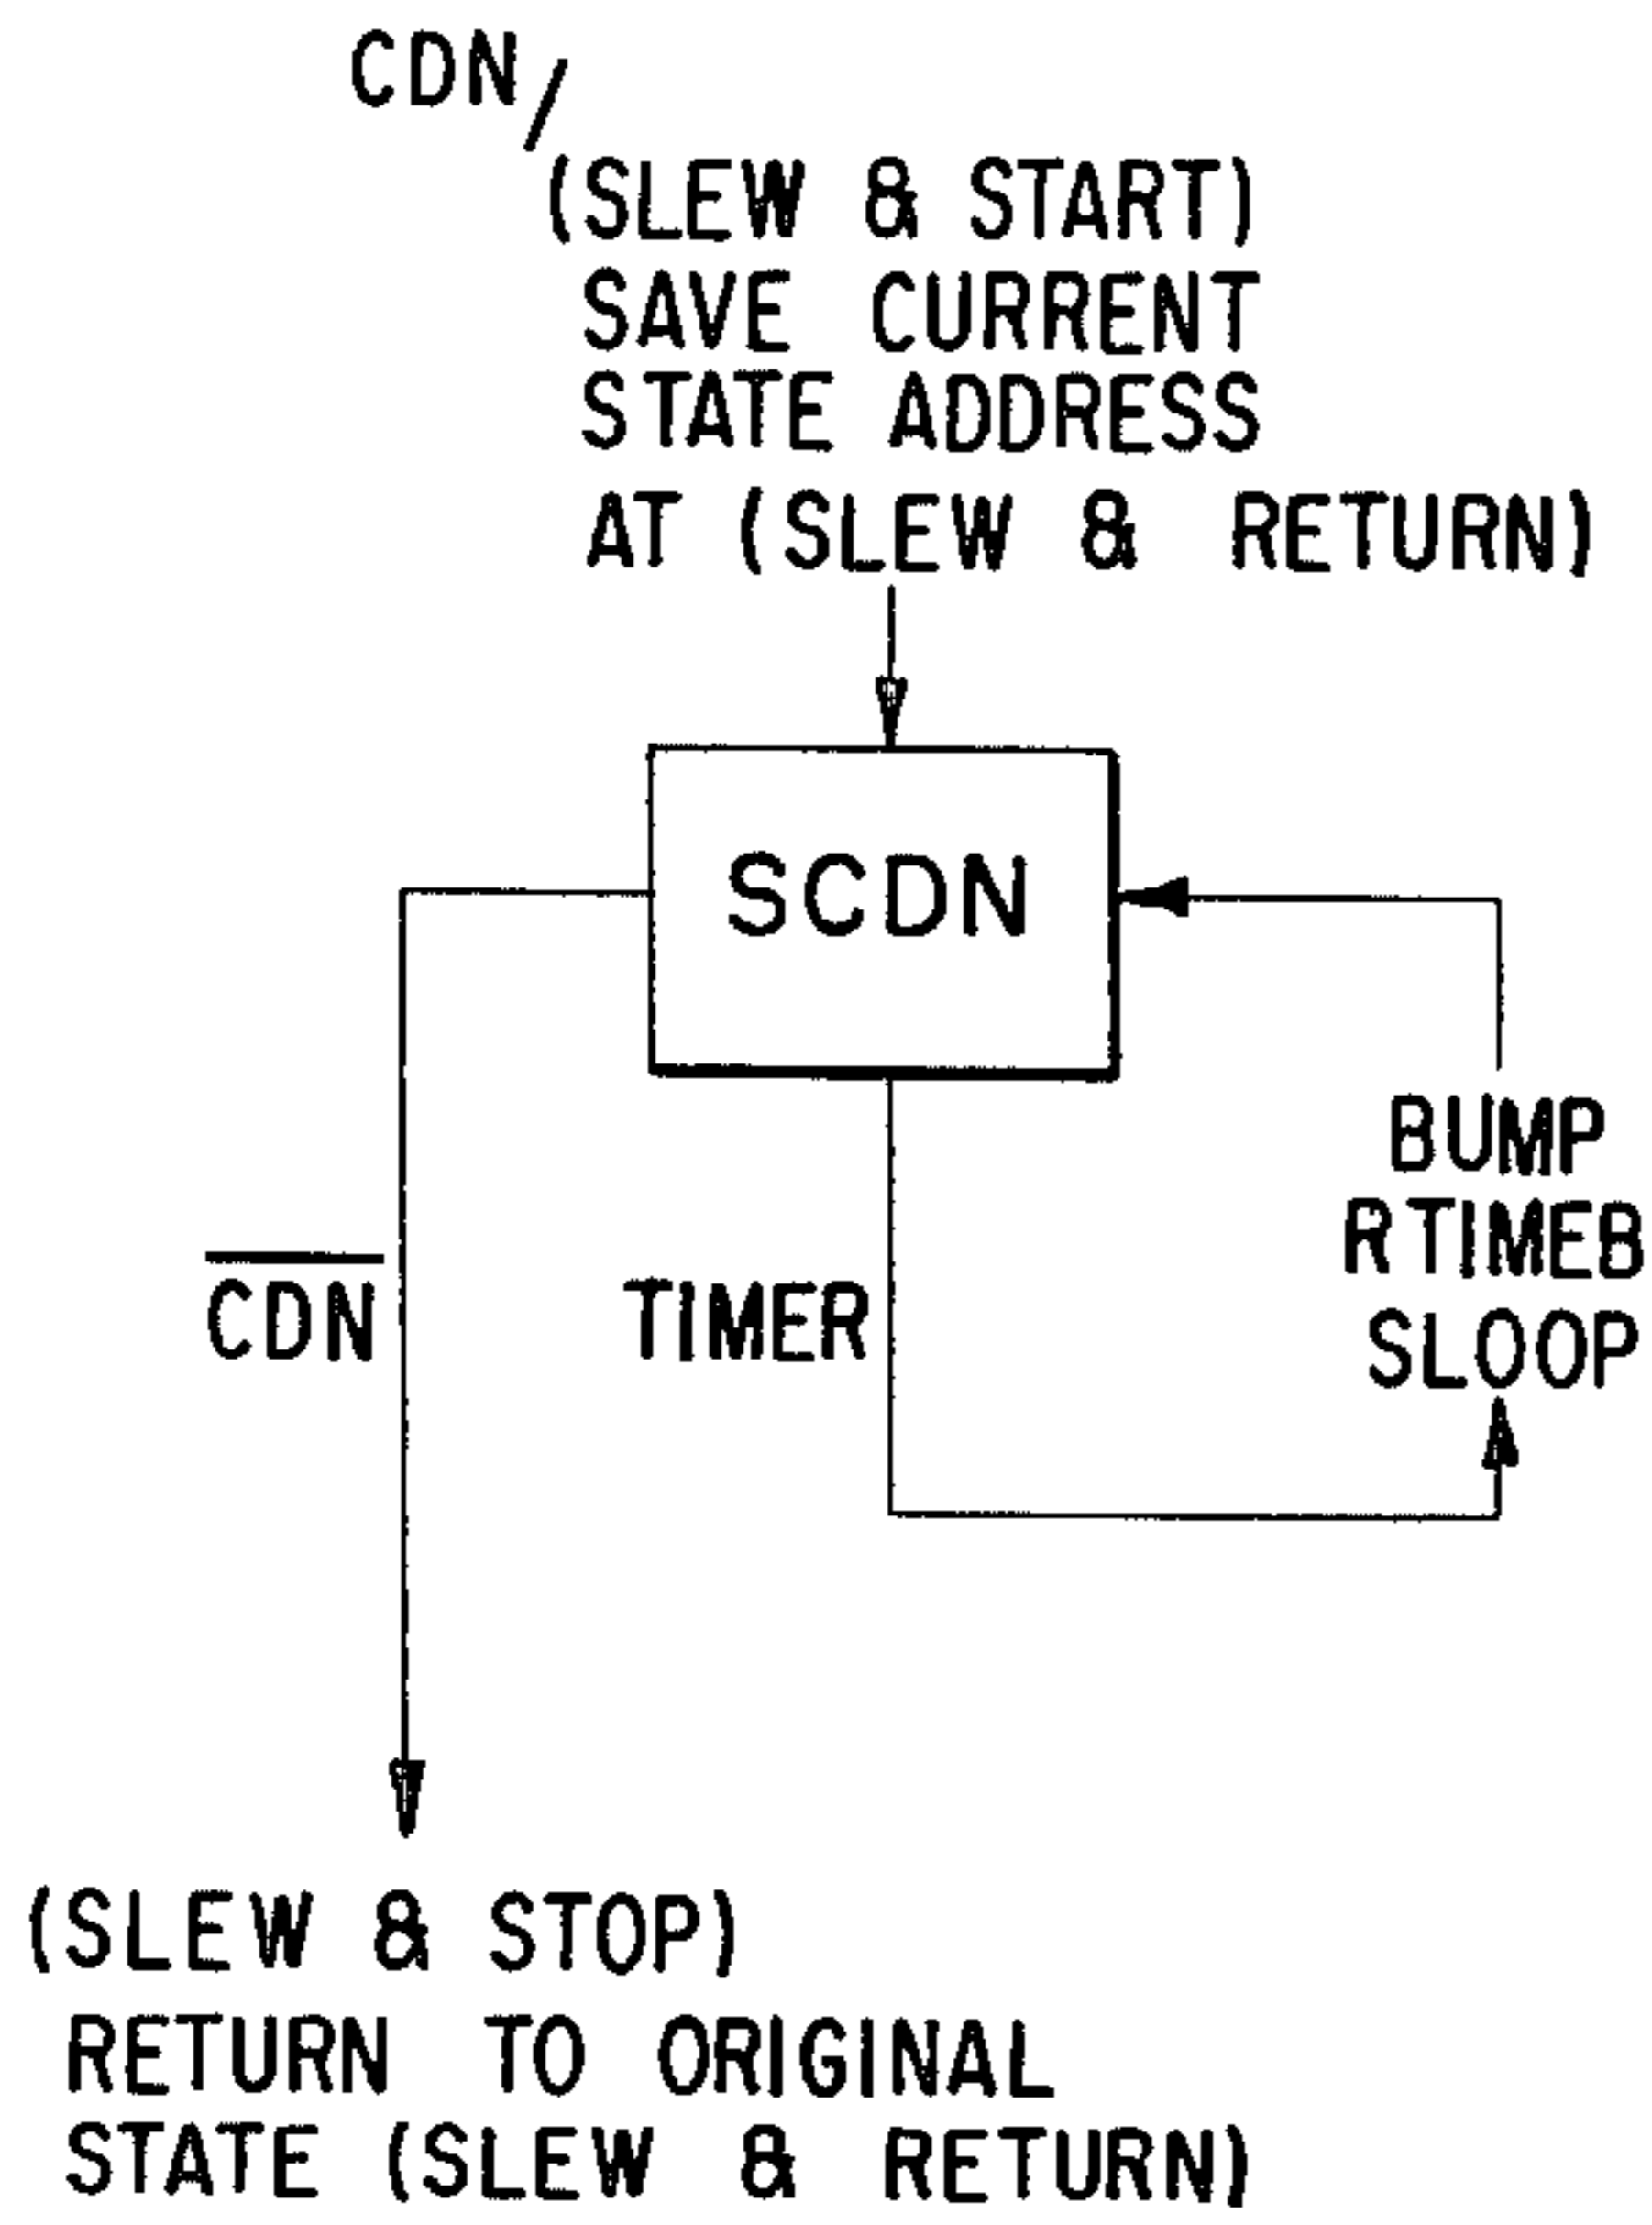 CDN/
(SLEW & START)
SAVE CURRENT
STATE ADDRESS
AT (SLEW & RETURN)
SCDN
BUMP
RTIMEB
SLOOP
C̅D̅N̅
TIMER
(SLEW & STOP)
RETURN TO ORIGINAL
STATE (SLEW & RETURN)